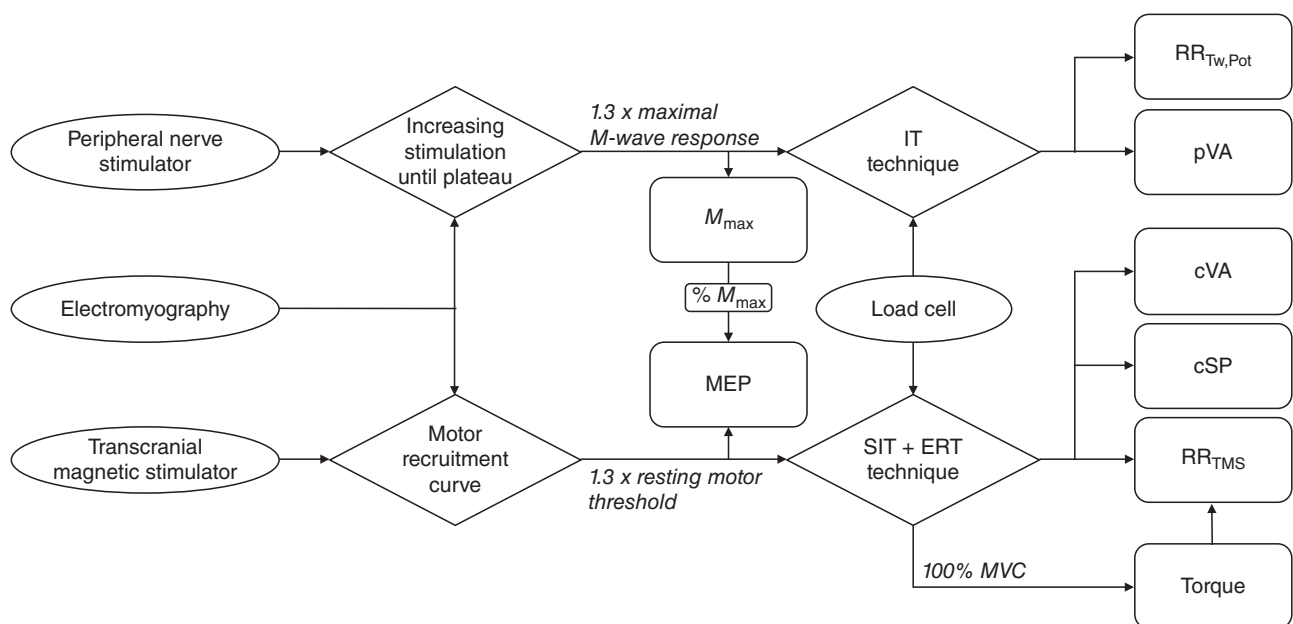 Peripheral nerve
stimulator
Increasing
stimulation
until plateau
1.3 x maximal
M-wave response
IT
technique
RRTw,Pot
pVA
Mmax
% Mmax
MEP
Electromyography
Load cell
cVA
cSP
Transcranial
magnetic stimulator
Motor
recruitment
curve
1.3 x resting motor
threshold
SIT + ERT
technique
RRTMS
100% MVC
Torque